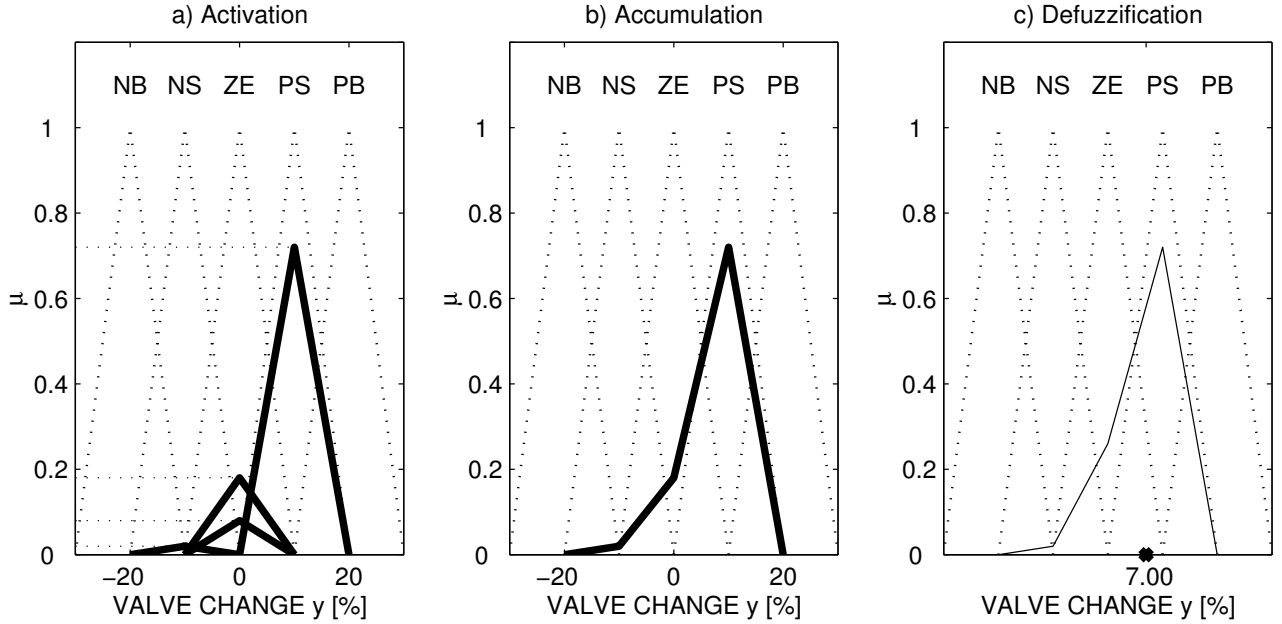 a) Activation
NB NS ZE PS PB
1
0.8
0.6
0.4
0.2
0
μ
−20 0 20
VALVE CHANGE y [%]
b) Accumulation
NB NS ZE PS PB
1
0.8
0.6
0.4
0.2
0
μ
−20 0 20
VALVE CHANGE y [%]
c) Defuzzification
NB NS ZE PS PB
1
0.8
0.6
0.4
0.2
0
μ
7.00
VALVE CHANGE y [%]